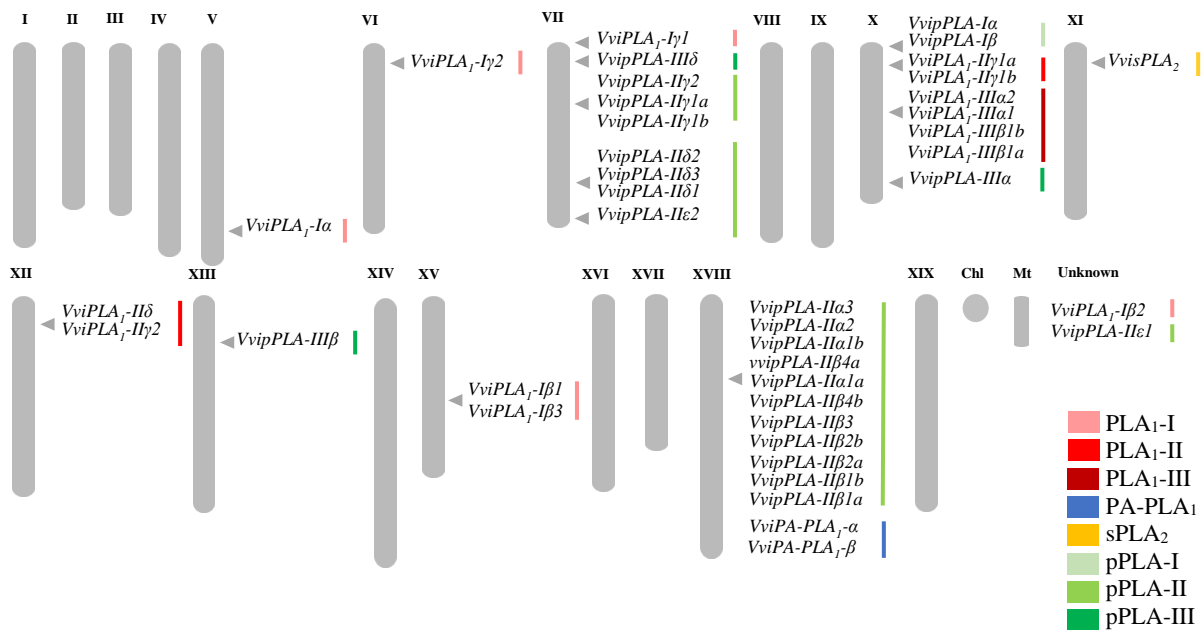 I II III IV V VI VII VIII IX X XI
VviPLA₁-Iα
VviPLA₁-Iγ2
VviPLA₁-Iγ1
VvipPLA-IIIδ
VvipPLA-IIγ2
VvipPLA-IIγ1a
VvipPLA-IIγ1b
VvipPLA-IIδ2
VvipPLA-IIδ3
VvipPLA-IIδ1
VvipPLA-IIε2
VvipPLA-Iα
VvipPLA-Iβ
VviPLA₁-IIγ1a
VviPLA₁-IIγ1b
VviPLA₁-IIIα2
VviPLA₁-IIIα1
VviPLA₁-IIIβ1b
VviPLA₁-IIIβ1a
VvipPLA-IIIα
VvisPLA₂
XII XIII XIV XV XVI XVII XVIII XIX Chl Mt Unknown
VviPLA₁-IIδ
VviPLA₁-IIγ2
VvipPLA-IIIβ
VviPLA₁-Iβ1
VviPLA₁-Iβ3
VvipPLA-IIα3
VvipPLA-IIα2
VvipPLA-IIα1b
vvipPLA-IIβ4a
VvipPLA-IIα1a
VvipPLA-IIβ4b
VvipPLA-IIβ3
VvipPLA-IIβ2b
VvipPLA-IIβ2a
VvipPLA-IIβ1b
VvipPLA-IIβ1a
VviPA-PLA₁-α
VviPA-PLA₁-β
VviPLA₁-Iβ2
VvipPLA-IIε1
PLA₁-I
PLA₁-II
PLA₁-III
PA-PLA₁
sPLA₂
pPLA-I
pPLA-II
pPLA-III